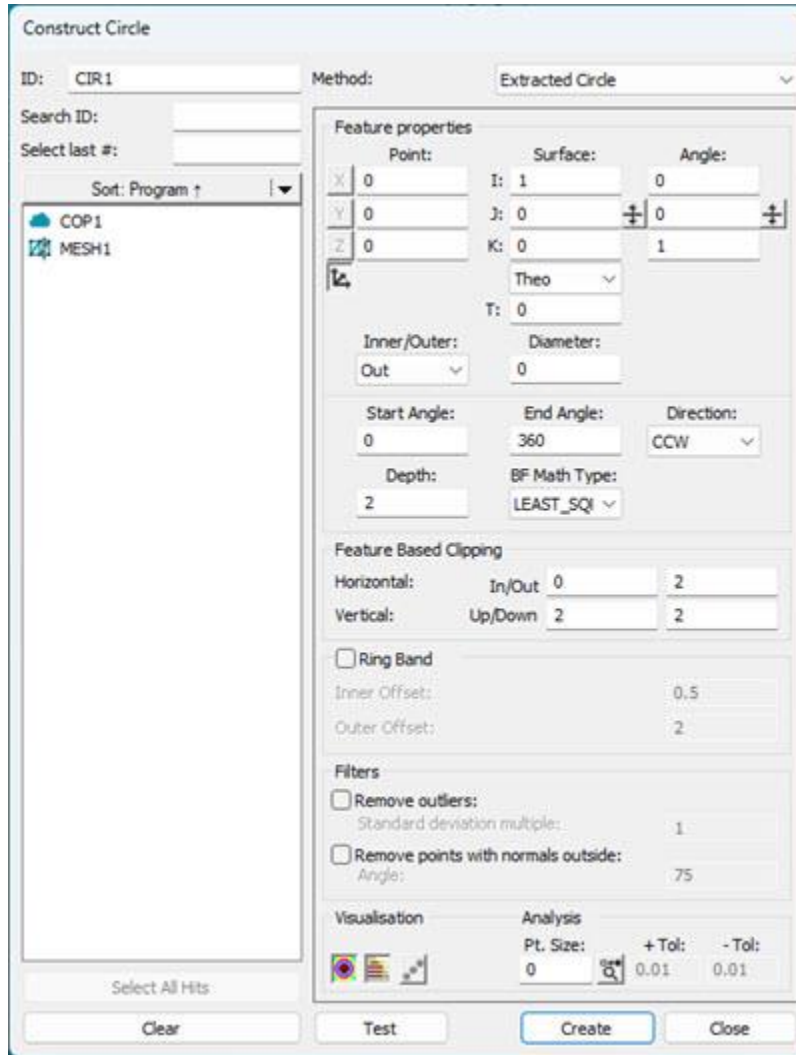 Construct Circle
ID: CIR1 Method: Extracted Circle
Search ID:
Select last #:
Sort: Program ↑
COP1
MESH1
Feature properties
Point: Surface: Angle:
X 0 I: 1 0
Y 0 J: 0 0
Z 0 K: 0 1
Theo
T: 0
Inner/Outer: Diameter:
Out 0
Start Angle: End Angle: Direction:
0 360 CCW
Depth: BF Math Type:
2 LEAST_SQ
Feature Based Clipping
Horizontal: In/Out 0 2
Vertical: Up/Down 2 2
Ring Band
Inner Offset: 0.5
Outer Offset: 2
Filters
Remove outliers:
Standard deviation multiple: 1
Remove points with normals outside:
Angle: 75
Visualisation Analysis
Pt. Size: + Tol: - Tol:
0 0.01 0.01
Select All Hits
Clear Test Create Close